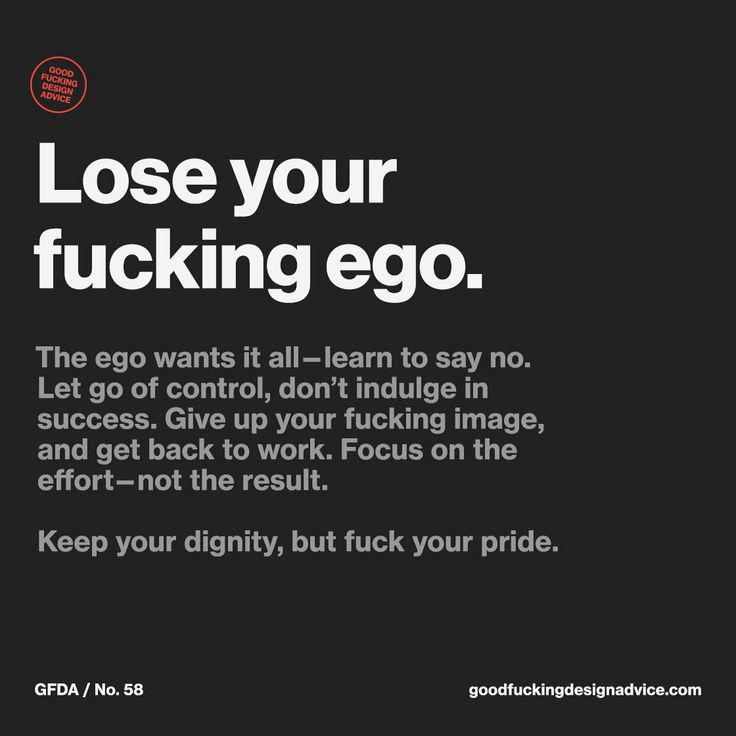 GOOD
FUCKING
DESIGN
ADVICE
Lose your
fucking ego.
The ego wants it all—learn to say no.
Let go of control, don’t indulge in
success. Give up your fucking image,
and get back to work. Focus on the
effort—not the result.
Keep your dignity, but fuck your pride.
GFDA / No. 58
goodfuckingdesignadvice.com